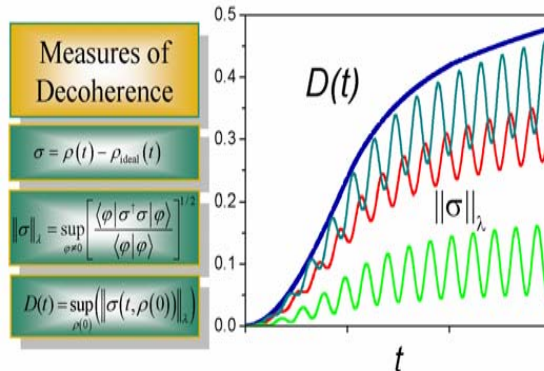 Measures of
Decoherence
σ = ρ(t) − ρ_ideal(t)
‖σ‖_λ = sup_{φ≠0} [⟨φ|σ†σ|φ⟩ / ⟨φ|φ⟩]^{1/2}
D(t) = sup_{ρ(0)} (‖σ(t, ρ(0))‖_λ)
0.5
0.4
0.3
0.2
0.1
0.0
D(t)
‖σ‖_λ
t